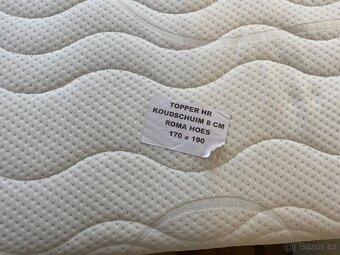 TOPPER HR
KOUDSCHUIM 8 CM
ROMA HOES
170 x 190
Bazos.cz